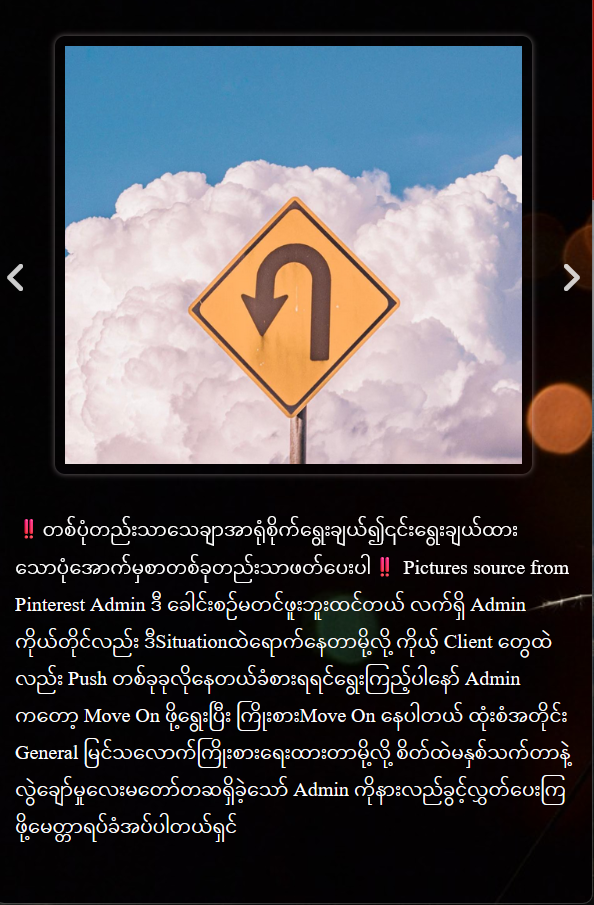 ‼️ တစ်ပုံတည်းသာသေချာအာရုံစိုက်ရွေးချယ်၍၎င်းရွေးချယ်ထား
သောပုံအောက်မှစာတစ်ခုတည်းသာဖတ်ပေးပါ ‼️ Pictures source from
Pinterest Admin ဒီ ခေါင်းစဉ်မတင်ဖူးဘူးထင်တယ် လက်ရှိ Admin
ကိုယ်တိုင်လည်း ဒီSituationထဲရောက်နေတာမို့လို့ ကိုယ့် Client တွေထဲ
လည်း Push တစ်ခုခုလိုနေတယ်ခံစားရရင်ရွေးကြည့်ပါနော် Admin
ကတော့ Move On ဖို့ရွေးပြီး ကြိုးစားMove On နေပါတယ် ထုံးစံအတိုင်း
General မြင်သလောက်ကြိုးစားရေးထားတာမို့လို့ စိတ်ထဲမနှစ်သက်တာနဲ့
လွဲချော်မှုလေးမတော်တဆရှိခဲ့သော် Admin ကိုနားလည်ခွင့်လွှတ်ပေးကြ
ဖို့မေတ္တာရပ်ခံအပ်ပါတယ်ရှင်